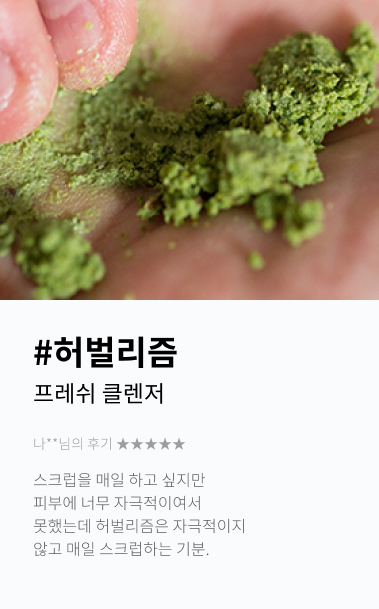 #허벌리즘
프레쉬 클렌저
나**님의 후기 ★★★★★
스크럽을 매일 하고 싶지만
피부에 너무 자극적이여서
못했는데 허벌리즘은 자극적이지
않고 매일 스크럽하는 기분.